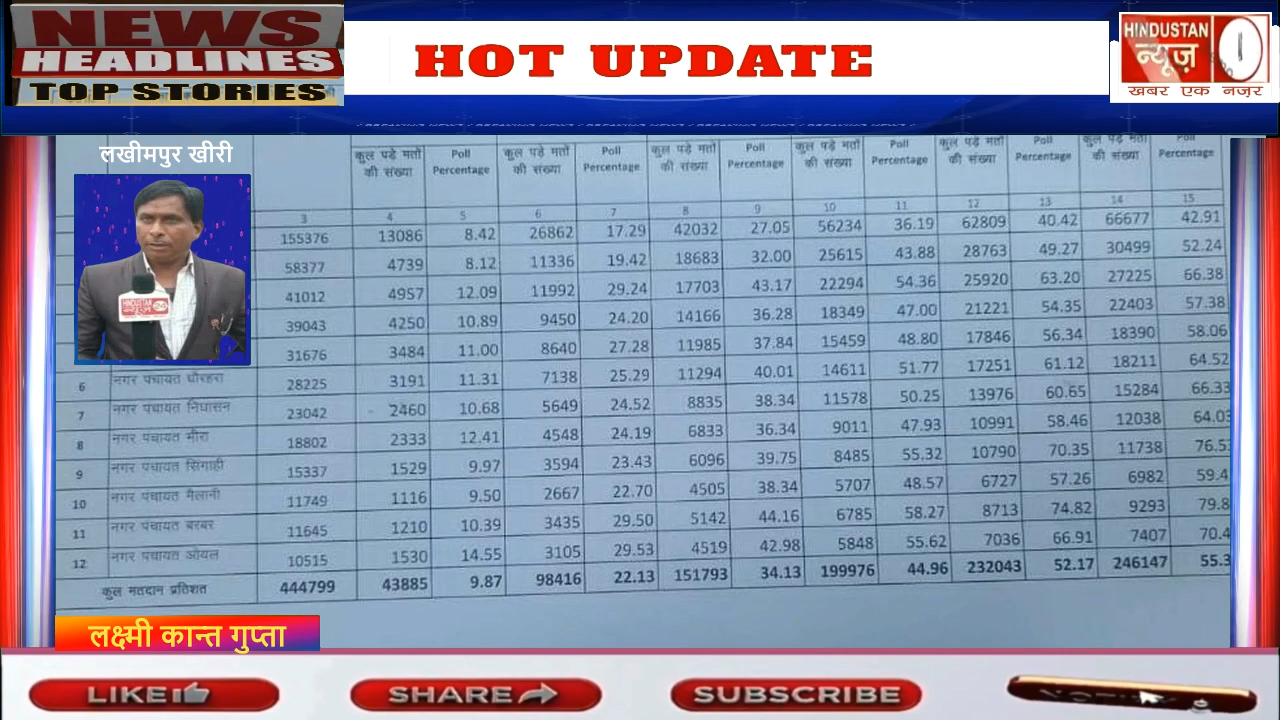 NEWS
HEADLINES
TOP STORIES
HOT UPDATE
HINDUSTAN
न्यूज़
खबर एक नज़र
लखीमपुर खीरी
कुल पड़े मतों की संख्या Poll Percentage कुल पड़े मतों की संख्या Poll Percentage कुल पड़े मतों की संख्या Poll Percentage कुल पड़े मतों की संख्या Poll Percentage कुल पड़े मतों की संख्या Poll Percentage कुल पड़े मतों की संख्या Poll Percentage
3 4 5 6 7 8 9 10 11 12 13 14 15
155376 13086 8.42 26862 17.29 42032 27.05 56234 36.19 62809 40.42 66677 42.91
58377 4739 8.12 11336 19.42 18683 32.00 25615 43.88 28763 49.27 30499 52.24
41012 4957 12.09 11992 29.24 17703 43.17 22294 54.36 25920 63.20 27225 66.38
39043 4250 10.89 9450 24.20 14166 36.28 18349 47.00 21221 54.35 22403 57.38
31676 3484 11.00 8640 27.28 11985 37.84 15459 48.80 17846 56.34 18390 58.06
6 नगर पंचायत धौरहरा 28225 3191 11.31 7138 25.29 11294 40.01 14611 51.77 17251 61.12 18211 64.52
7 नगर पंचायत निघासन 23042 2460 10.68 5649 24.52 8835 38.34 11578 50.25 13976 60.65 15284 66.33
8 नगर पंचायत मीरा 18802 2333 12.41 4548 24.19 6833 36.34 9011 47.93 10991 58.46 12038 64.03
9 नगर पंचायत सिंगाही 15337 1529 9.97 3594 23.43 6096 39.75 8485 55.32 10790 70.35 11738 76.53
10 नगर पंचायत मैलानी 11749 1116 9.50 2667 22.70 4505 38.34 5707 48.57 6727 57.26 6982 59.4
11 नगर पंचायत बरबर 11645 1210 10.39 3435 29.50 5142 44.16 6785 58.27 8713 74.82 9293 79.8
12 नगर पंचायत ओयल 10515 1530 14.55 3105 29.53 4519 42.98 5848 55.62 7036 66.91 7407 70.4
कुल मतदान प्रतिशत 444799 43885 9.87 98416 22.13 151793 34.13 199976 44.96 232043 52.17 246147 55.3
HINDUSTAN
न्यूज़ 24
लक्ष्मी कान्त गुप्ता
LIKE SHARE SUBSCRIBE